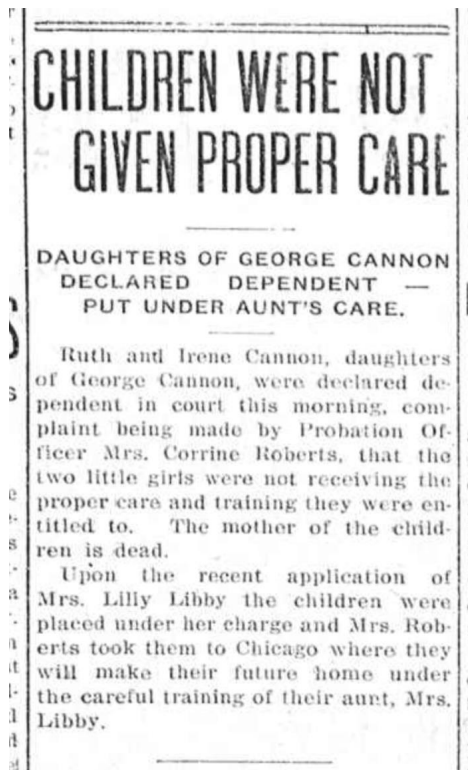 CHILDREN WERE NOT
GIVEN PROPER CARE
DAUGHTERS OF GEORGE CANNON
DECLARED DEPENDENT —
PUT UNDER AUNT'S CARE.
Ruth and Irene Cannon, daughters
of George Cannon, were declared de-
pendent in court this morning, com-
plaint being made by Probation Of-
ficer Mrs. Corrine Roberts, that the
two little girls were not receiving the
proper care and training they were en-
titled to. The mother of the child-
ren is dead.
Upon the recent application of
Mrs. Lilly Libby the children were
placed under her charge and Mrs. Rob-
erts took them to Chicago where they
will make their future home under
the careful training of their aunt, Mrs.
Libby.